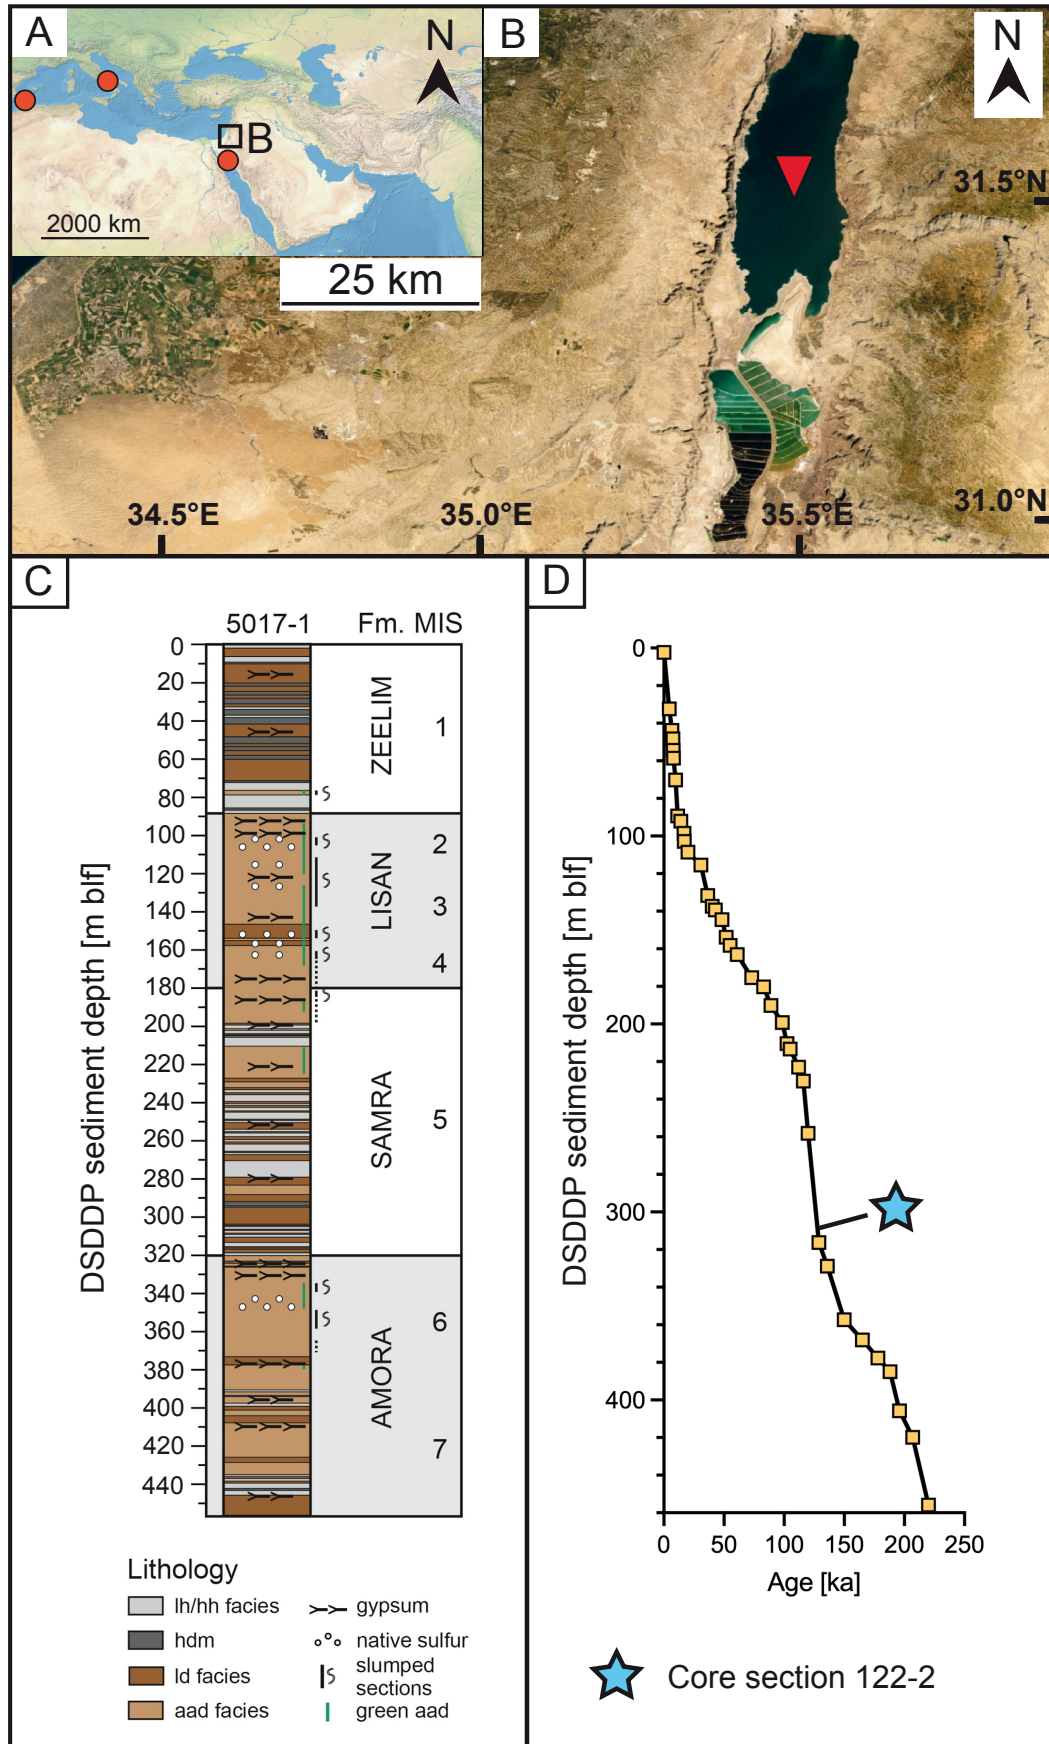 A
N
B
2000 km
B
N
31.5°N
25 km
31.0°N
34.5°E
35.0°E
35.5°E
C
5017-1
Fm.
MIS
DSDDP sediment depth [m blf]
0
20
40
60
80
100
120
140
160
180
200
220
240
260
280
300
320
340
360
380
400
420
440
ZEELIM
1
LISAN
2
3
4
SAMRA
5
AMORA
6
7
Lithology
lh/hh facies
hdm
ld facies
aad facies
gypsum
native sulfur
slumped
sections
green aad
D
DSDDP sediment depth [m blf]
0
100
200
300
400
0
50
100
150
200
250
Age [ka]
Core section 122-2